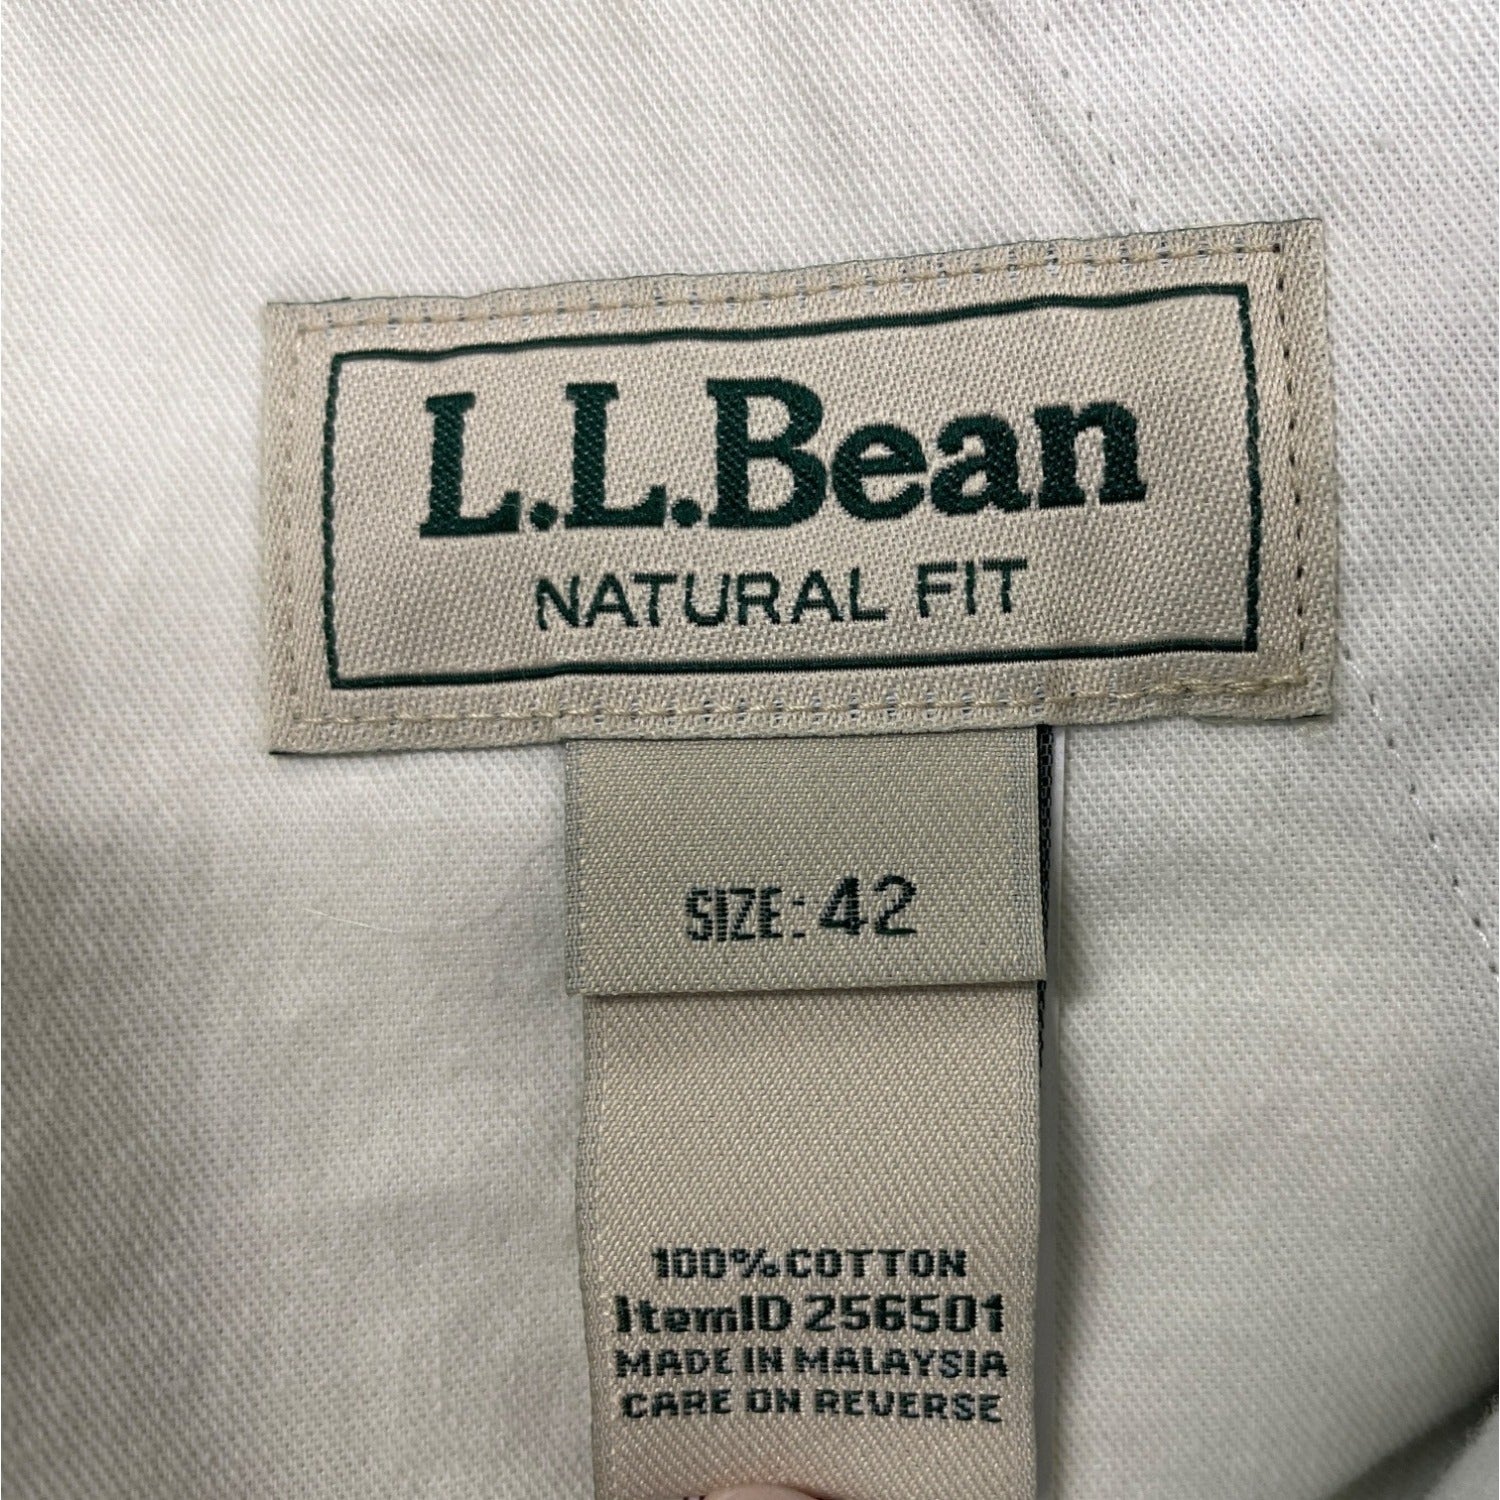 L.L.Bean
NATURAL FIT
SIZE: 42
100% COTTON
ItemID 256501
MADE IN MALAYSIA
CARE ON REVERSE